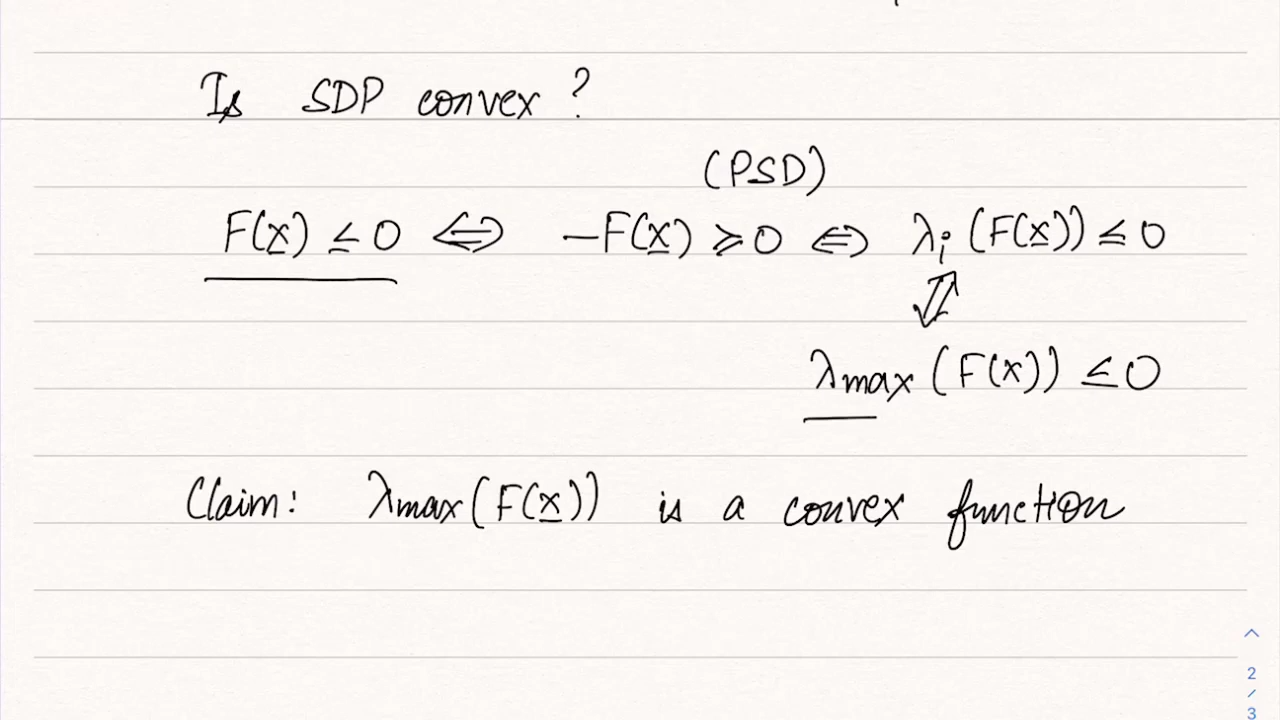 Is SDP convex ?
(PSD)
F(x) ≤ 0 ⇔ −F(x) ≥ 0 ⇔ λi (F(x)) ≤ 0
⇕
λmax (F(x)) ≤ 0
Claim: λmax (F(x)) is a convex function
2
/
3